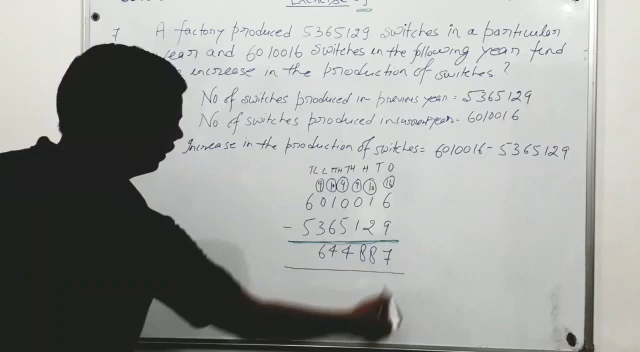 7 A factory produced 5365129 switches in a particular
year and 6010016 switches in the following year find
increase in the production of switches?
No of switches produced in previous year = 5365129
No of switches produced in current year - 6010016
Increase in the production of switches = 6010016 - 5365129
TL L TTH TH H T O
6010016
- 5365129
644887